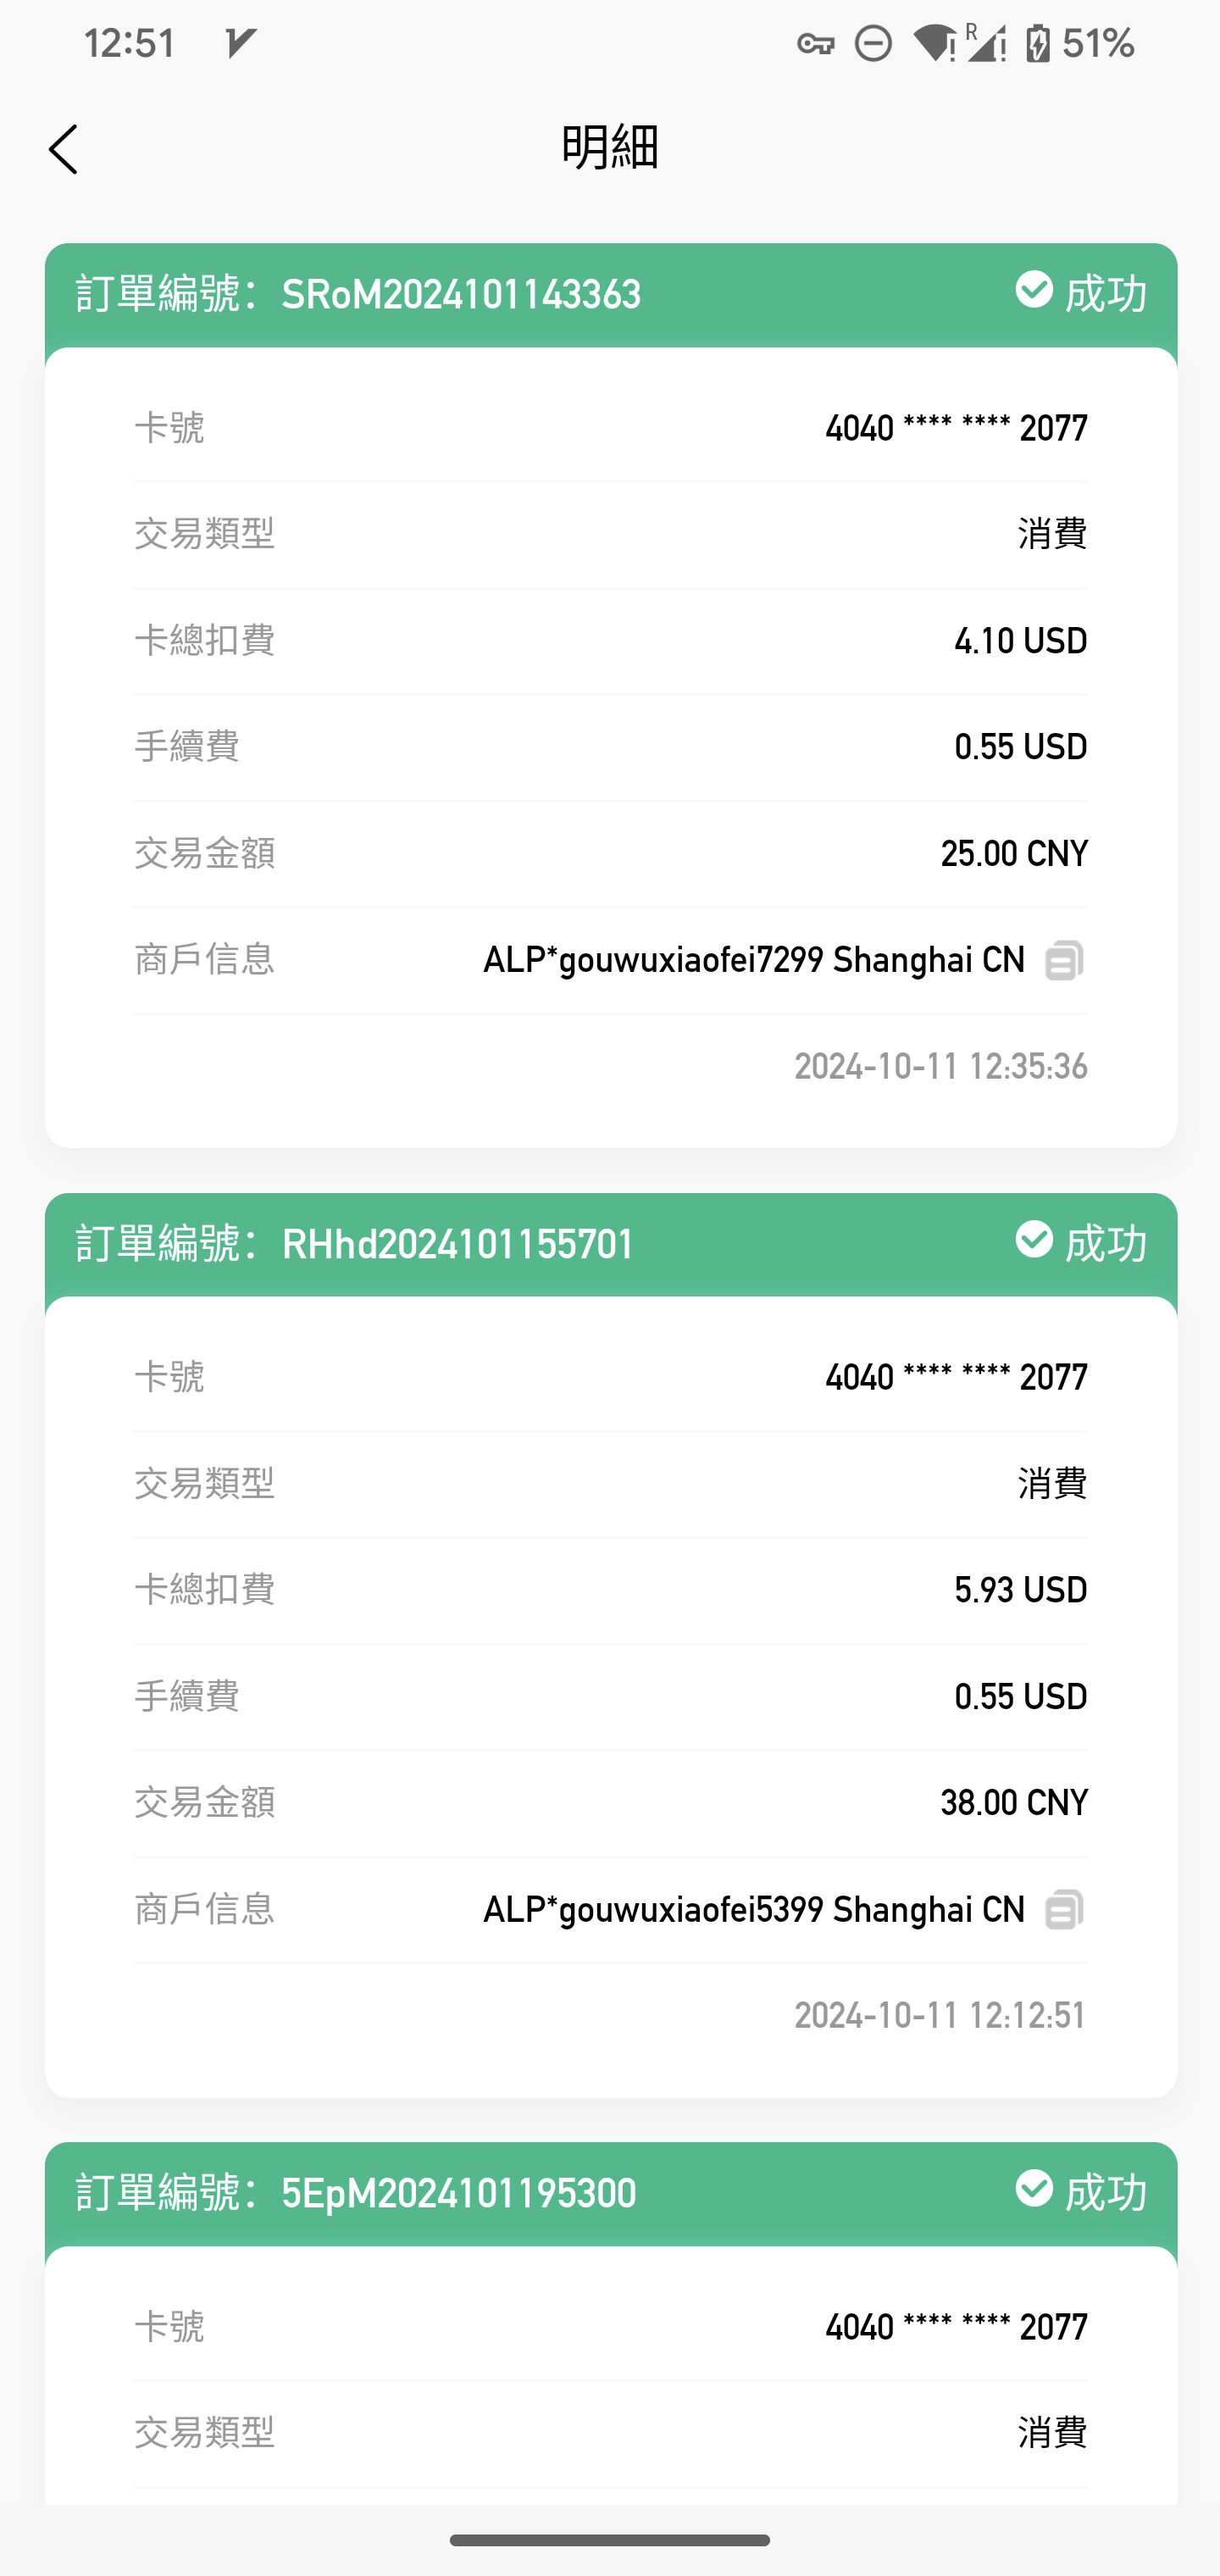 12:51
R
51%
明細
訂單編號：SRoM2024101143363 成功
卡號 4040 **** **** 2077
交易類型 消費
卡總扣費 4.10 USD
手續費 0.55 USD
交易金額 25.00 CNY
商戶信息 ALP*gouwuxiaofei7299 Shanghai CN
2024-10-11 12:35:36
訂單編號：RHhd2024101155701 成功
卡號 4040 **** **** 2077
交易類型 消費
卡總扣費 5.93 USD
手續費 0.55 USD
交易金額 38.00 CNY
商戶信息 ALP*gouwuxiaofei5399 Shanghai CN
2024-10-11 12:12:51
訂單編號：5EpM2024101195300 成功
卡號 4040 **** **** 2077
交易類型 消費